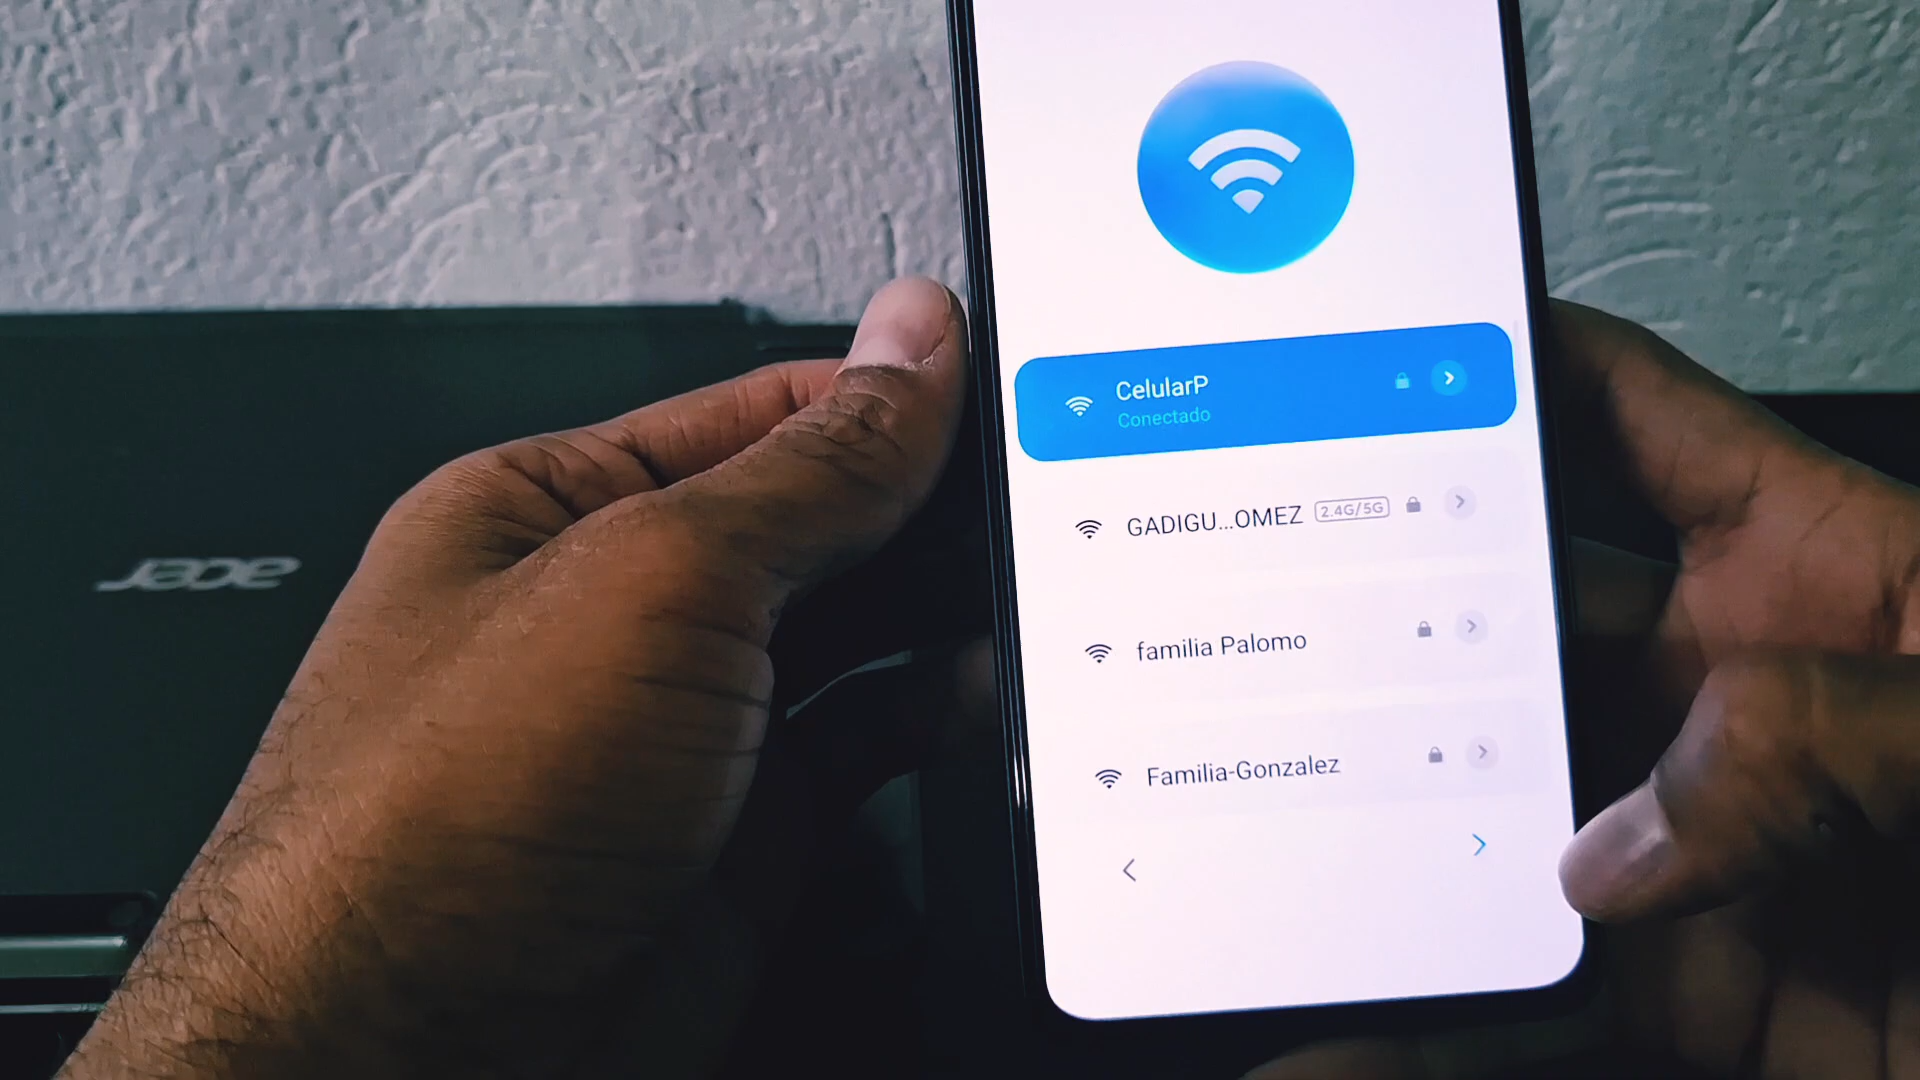 acer
CelularP
Conectado
GADIGU...OMEZ 2.4G/5G
familia Palomo
Familia-Gonzalez